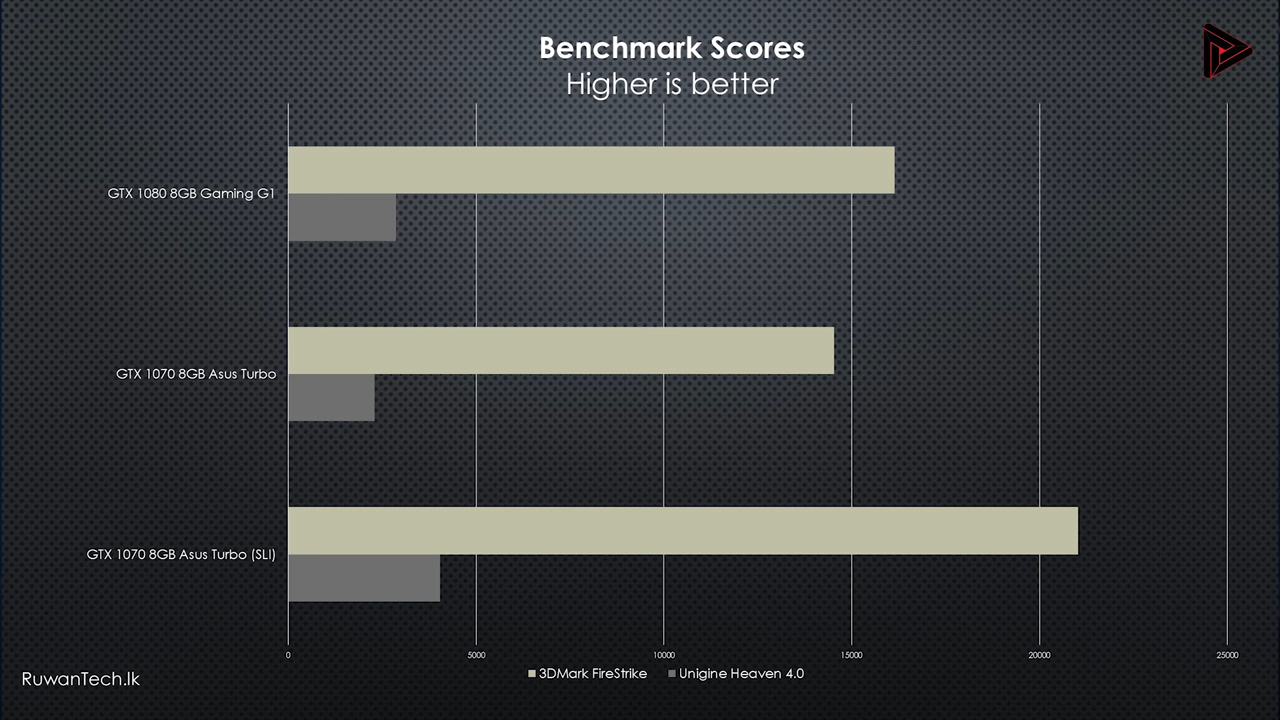 Benchmark Scores
Higher is better
GTX 1080 8GB Gaming G1
GTX 1070 8GB Asus Turbo
GTX 1070 8GB Asus Turbo (SLI)
0 5000 10000 15000 20000 25000
3DMark FireStrike Unigine Heaven 4.0
RuwanTech.lk